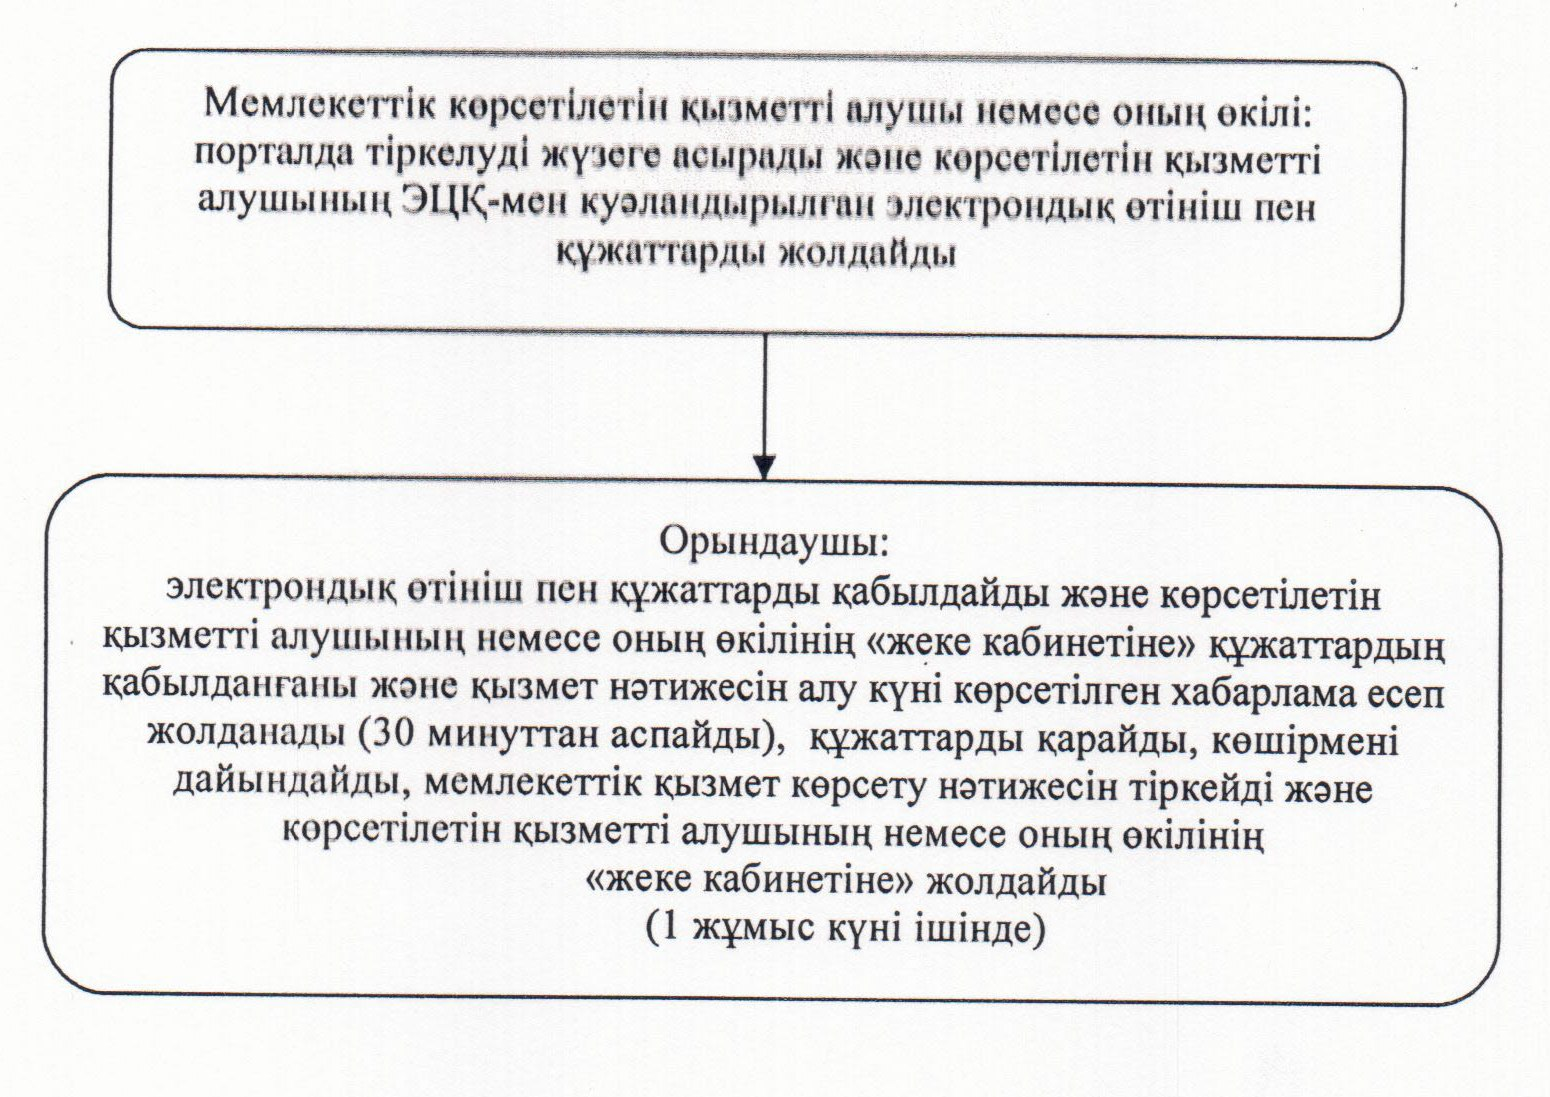 Мемлекеттік көрсетілетін қызметті алушы немесе оның өкілі:
порталда тіркелуді жүзеге асырады және көрсетілетін қызметті
алушының ЭЦҚ-мен куәландырылған электрондық өтініш пен
құжаттарды жолдайды
Орындаушы:
электрондық өтініш пен құжаттарды қабылдайды және көрсетілетін
қызметті алушының немесе оның өкілінің «жеке кабинетіне» құжаттардың
қабылданғаны және қызмет нәтижесін алу күні көрсетілген хабарлама есеп
жолданады (30 минуттан аспайды), құжаттарды қарайды, көшірмені
дайындайды, мемлекеттік қызмет көрсету нәтижесін тіркейді және
көрсетілетін қызметті алушының немесе оның өкілінің
«жеке кабинетіне» жолдайды
(1 жұмыс күні ішінде)